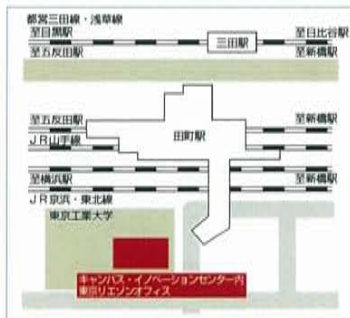 都営三田線・浅草線
至目黒駅
三田駅
至日比谷駅
至五反田駅
至新橋駅
至五反田駅
至新橋駅
田町駅
JR山手線
至横浜駅
至新橋駅
JR京浜・東北線
東京工業大学
キャンパス・イノベーションセンター内
東京リエゾンオフィス